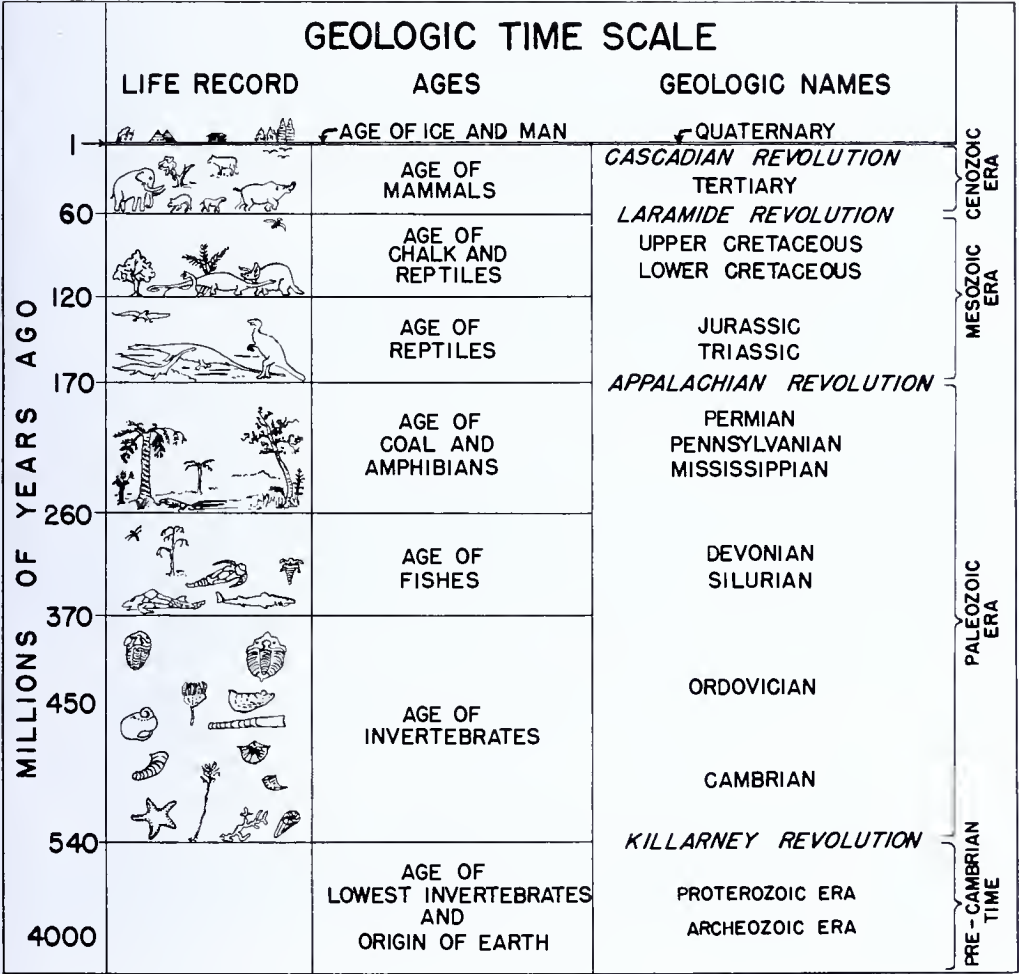 GEOLOGIC TIME SCALE
LIFE RECORD
AGES
GEOLOGIC NAMES
MILLIONS OF YEARS AGO
1
AGE OF ICE AND MAN
QUATERNARY
CASCADIAN REVOLUTION
AGE OF
MAMMALS
TERTIARY
CENOZOIC
ERA
60
LARAMIDE REVOLUTION
AGE OF
CHALK AND
REPTILES
UPPER CRETACEOUS
LOWER CRETACEOUS
MESOZOIC
ERA
120
AGE OF
REPTILES
JURASSIC
TRIASSIC
170
APPALACHIAN REVOLUTION
AGE OF
COAL AND
AMPHIBIANS
PERMIAN
PENNSYLVANIAN
MISSISSIPPIAN
260
AGE OF
FISHES
DEVONIAN
SILURIAN
PALEOZOIC
ERA
370
450
AGE OF
INVERTEBRATES
ORDOVICIAN
CAMBRIAN
540
KILLARNEY REVOLUTION
AGE OF
LOWEST INVERTEBRATES
AND
ORIGIN OF EARTH
PROTEROZOIC ERA
ARCHEOZOIC ERA
PRE-CAMBRIAN
TIME
4000